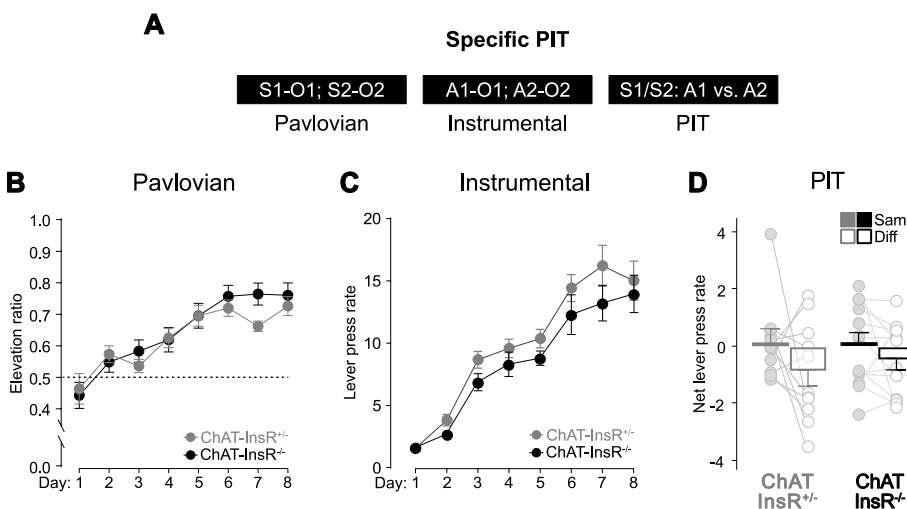 A
Specific PIT
S1-O1; S2-O2
A1-O1; A2-O2
S1/S2: A1 vs. A2
Pavlovian
Instrumental
PIT
B
Pavlovian
Elevation ratio
1.0
0.9
0.8
0.7
0.6
0.5
0.4
0.0
ChAT-InsR+/-
ChAT-InsR-/-
Day: 1 2 3 4 5 6 7 8
C
Instrumental
Lever press rate
20
15
10
5
0
ChAT-InsR+/-
ChAT-InsR-/-
Day: 1 2 3 4 5 6 7 8
D
PIT
Sam
Diff
Net lever press rate
4
2
0
-2
-4
ChAT
InsR+/-
ChAT
InsR-/-